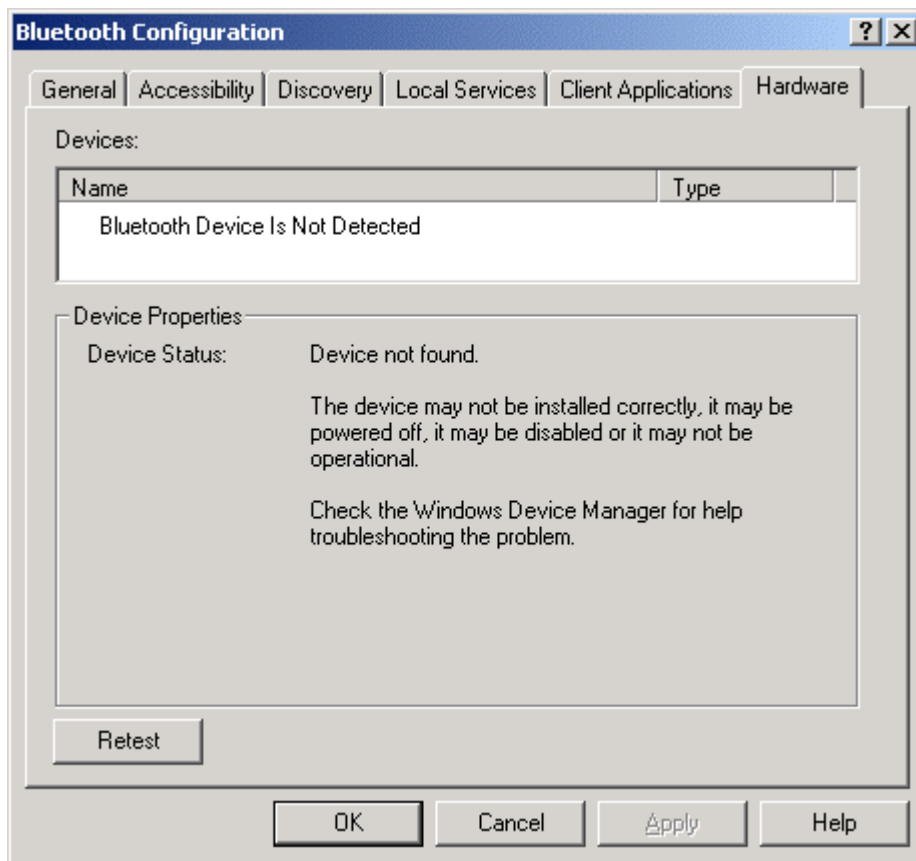 Bluetooth Configuration
General Accessibility Discovery Local Services Client Applications Hardware
Devices:
Name Type
Bluetooth Device Is Not Detected
Device Properties
Device Status: Device not found.
The device may not be installed correctly, it may be
powered off, it may be disabled or it may not be
operational.
Check the Windows Device Manager for help
troubleshooting the problem.
Retest
OK Cancel Apply Help